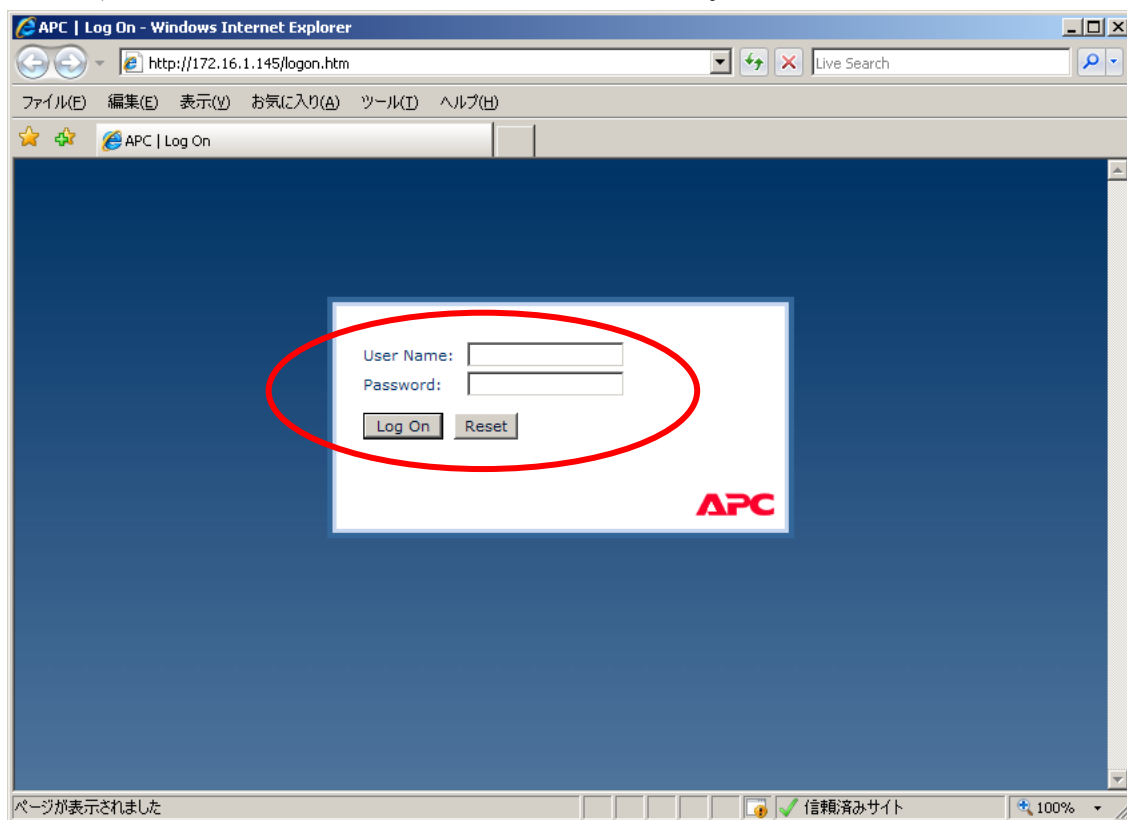 APC | Log On - Windows Internet Explorer
http://172.16.1.145/logon.htm
Live Search
ファイル(F) 編集(E) 表示(V) お気に入り(A) ツール(T) ヘルプ(H)
APC | Log On
User Name:
Password:
Log On Reset
APC
ページが表示されました 信頼済みサイト 100%